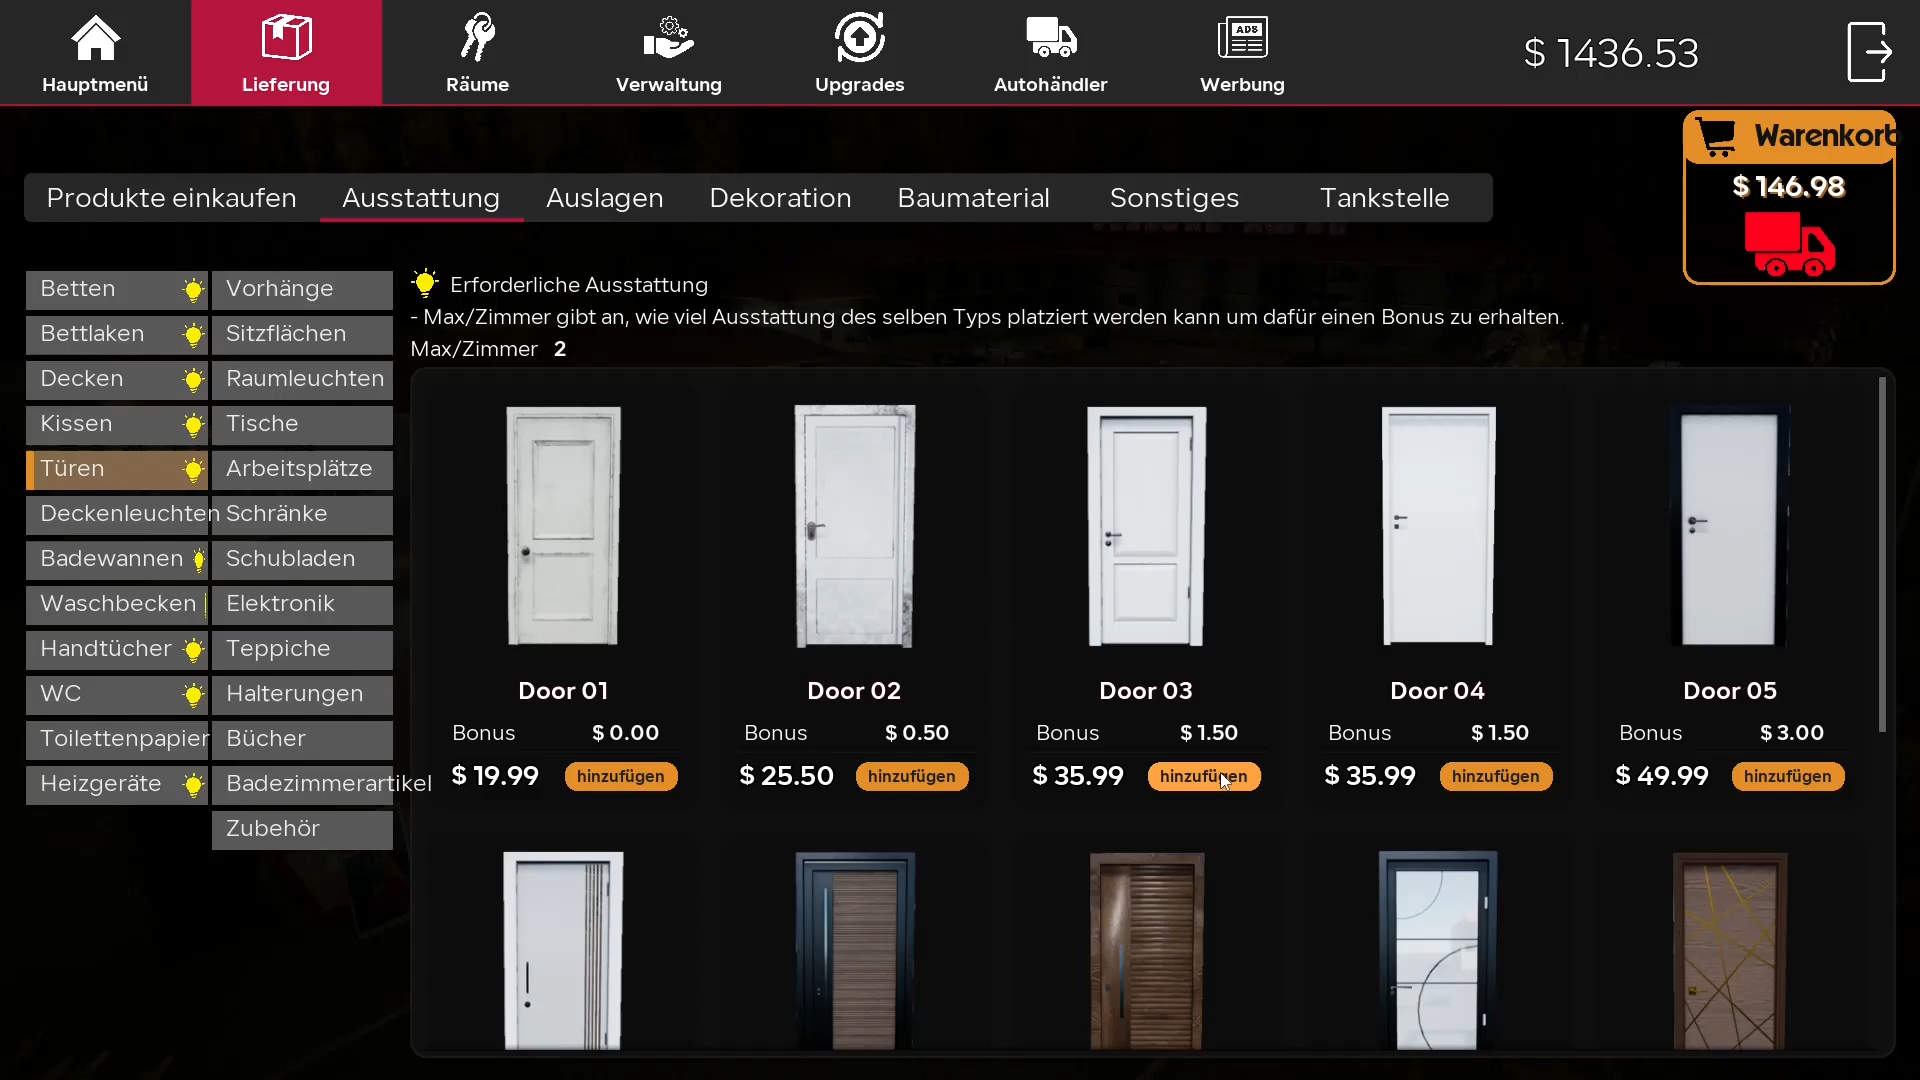 Hauptmenü
Lieferung
Räume
Verwaltung
ADS
Upgrades
Autohändler
Werbung
$ 1436.53
Warenkorb
$ 146.98
Produkte einkaufen
Ausstattung
Auslagen
Dekoration
Baumaterial
Sonstiges
Tankstelle
Betten
Vorhänge
Bettlaken
Sitzflächen
Decken
Raumleuchten
Kissen
Tische
Türen
Arbeitsplätze
Deckenleuchten
Schränke
Badewannen
Schubladen
Waschbecken
Elektronik
Handtücher
Teppiche
WC
Halterungen
Toilettenpapier
Bücher
Heizgeräte
Badezimmerartikel
Zubehör
Erforderliche Ausstattung
- Max/Zimmer gibt an, wie viel Ausstattung des selben Typs platziert werden kann um dafür einen Bonus zu erhalten.
Max/Zimmer 2
Door 01
Bonus $ 0.00
$ 19.99 hinzufügen
Door 02
Bonus $ 0.50
$ 25.50 hinzufügen
Door 03
Bonus $ 1.50
$ 35.99 hinzufügen
Door 04
Bonus $ 1.50
$ 35.99 hinzufügen
Door 05
Bonus $ 3.00
$ 49.99 hinzufügen